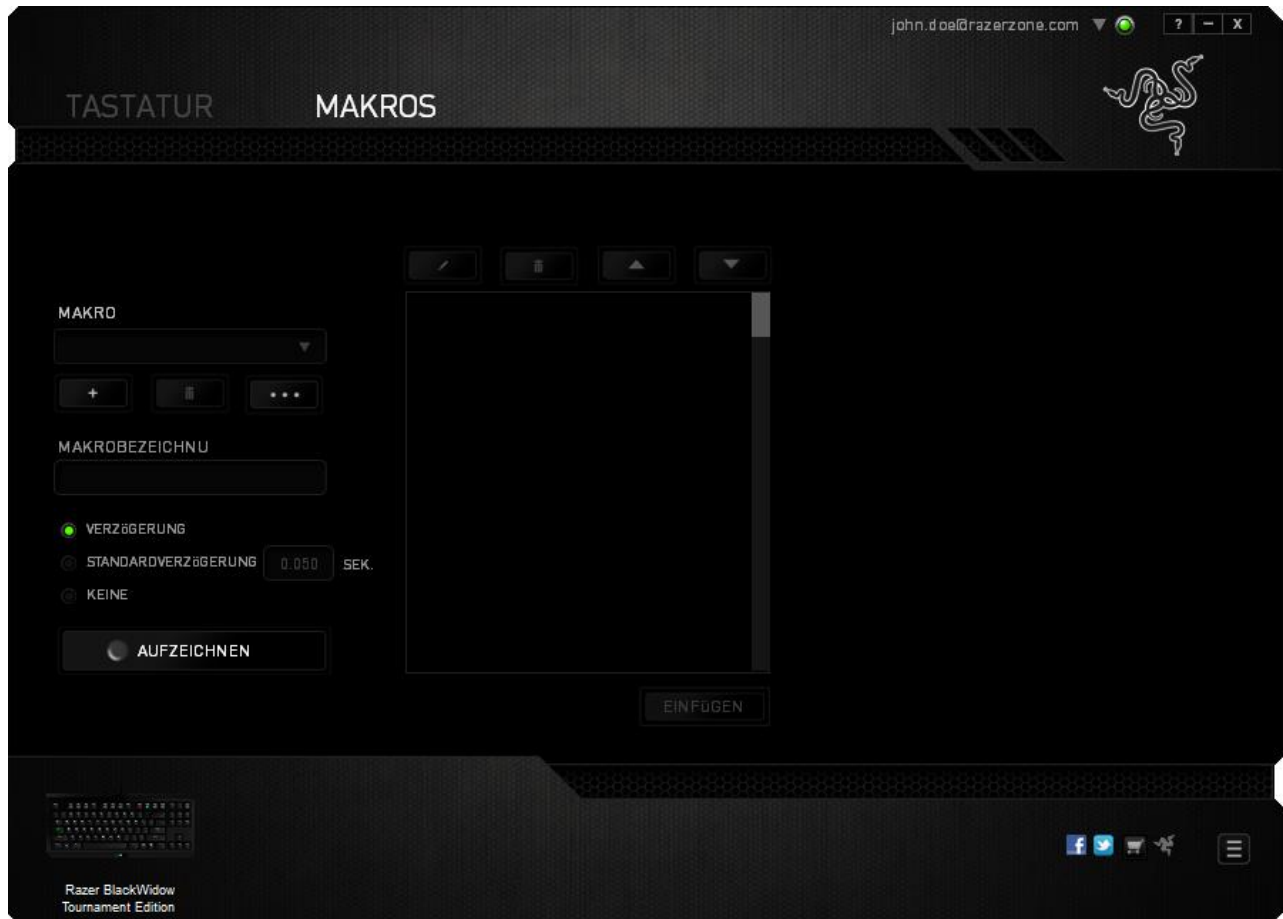 john.doe@razerzone.com ? – X
TASTATUR MAKROS
MAKRO
MAKROBEZEICHNU
VERZÖGERUNG
STANDARDVERZÖGERUNG 0.050 SEK.
KEINE
AUFZEICHNEN
EINFÜGEN
Razer BlackWidow
Tournament Edition